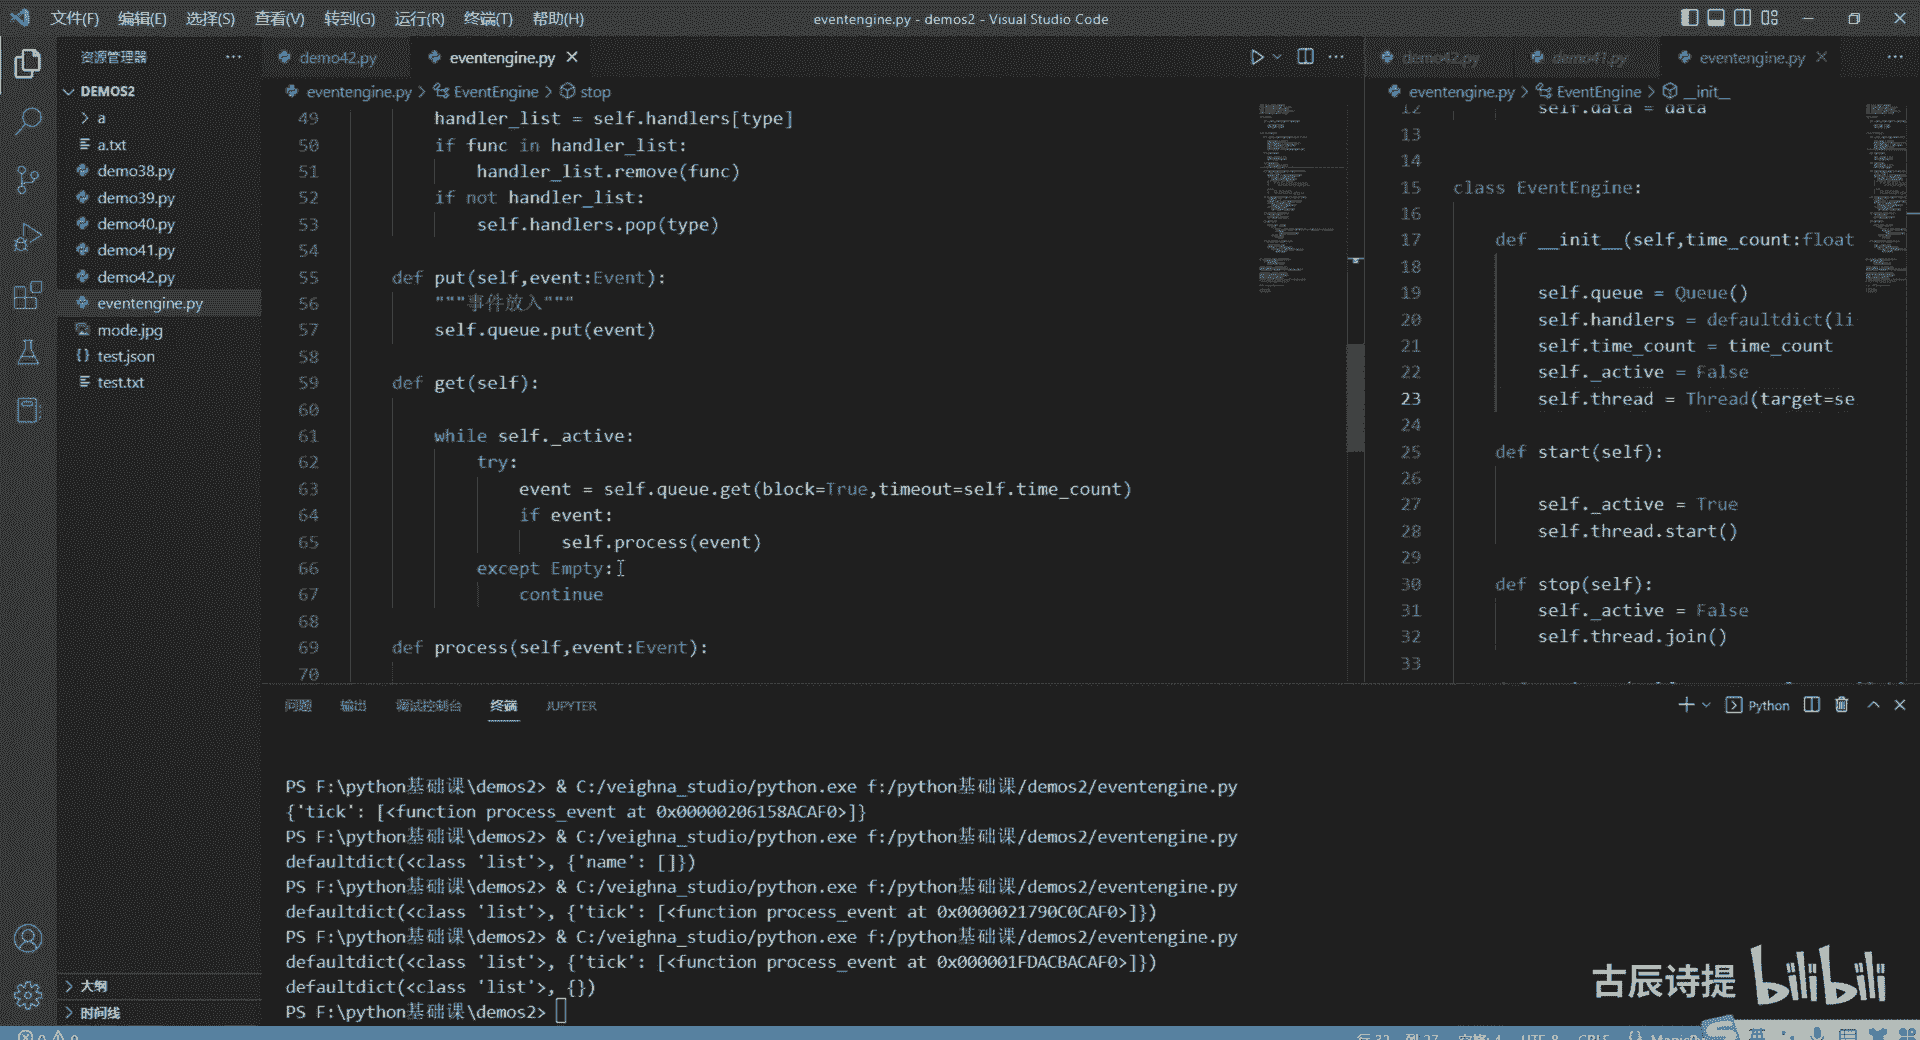 文件(F) 编辑(E) 选择(S) 查看(V) 转到(G) 运行(R) 终端(T) 帮助(H)
eventengine.py - demos2 - Visual Studio Code
资源管理器
DEMOS2
a
a.txt
demo38.py
demo39.py
demo40.py
demo41.py
demo42.py
eventengine.py
mode.jpg
test.json
test.txt
大纲
时间线
demo42.py eventengine.py
eventengine.py > EventEngine > stop
49 handler_list = self.handlers[type]
50 if func in handler_list:
51 handler_list.remove(func)
52 if not handler_list:
53 self.handlers.pop(type)
54
55 def put(self,event:Event):
56 """事件放入"""
57 self.queue.put(event)
58
59 def get(self):
60
61 while self._active:
62 try:
63 event = self.queue.get(block=True,timeout=self.time_count)
64 if event:
65 self.process(event)
66 except Empty:
67 continue
68
69 def process(self,event:Event):
70
demo42.py demo41.py eventengine.py
eventengine.py > EventEngine > __init__
12 self.data = data
13
14
15 class EventEngine:
16
17 def __init__(self,time_count:float
18
19 self.queue = Queue()
20 self.handlers = defaultdict(li
21 self.time_count = time_count
22 self._active = False
23 self.thread = Thread(target=se
24
25 def start(self):
26
27 self._active = True
28 self.thread.start()
29
30 def stop(self):
31 self._active = False
32 self.thread.join()
33
问题 输出 调试控制台 终端 JUPYTER
Python
PS F:\python基础课\demos2> & C:/veighna_studio/python.exe f:/python基础课/demos2/eventengine.py
{'tick': [<function process_event at 0x00000206158ACAF0>]}
PS F:\python基础课\demos2> & C:/veighna_studio/python.exe f:/python基础课/demos2/eventengine.py
defaultdict(<class 'list'>, {'name': []})
PS F:\python基础课\demos2> & C:/veighna_studio/python.exe f:/python基础课/demos2/eventengine.py
defaultdict(<class 'list'>, {'tick': [<function process_event at 0x0000021790C0CAF0>]})
PS F:\python基础课\demos2> & C:/veighna_studio/python.exe f:/python基础课/demos2/eventengine.py
defaultdict(<class 'list'>, {'tick': [<function process_event at 0x000001FDACBACAF0>]})
defaultdict(<class 'list'>, {})
PS F:\python基础课\demos2>
古辰诗提 bilibili